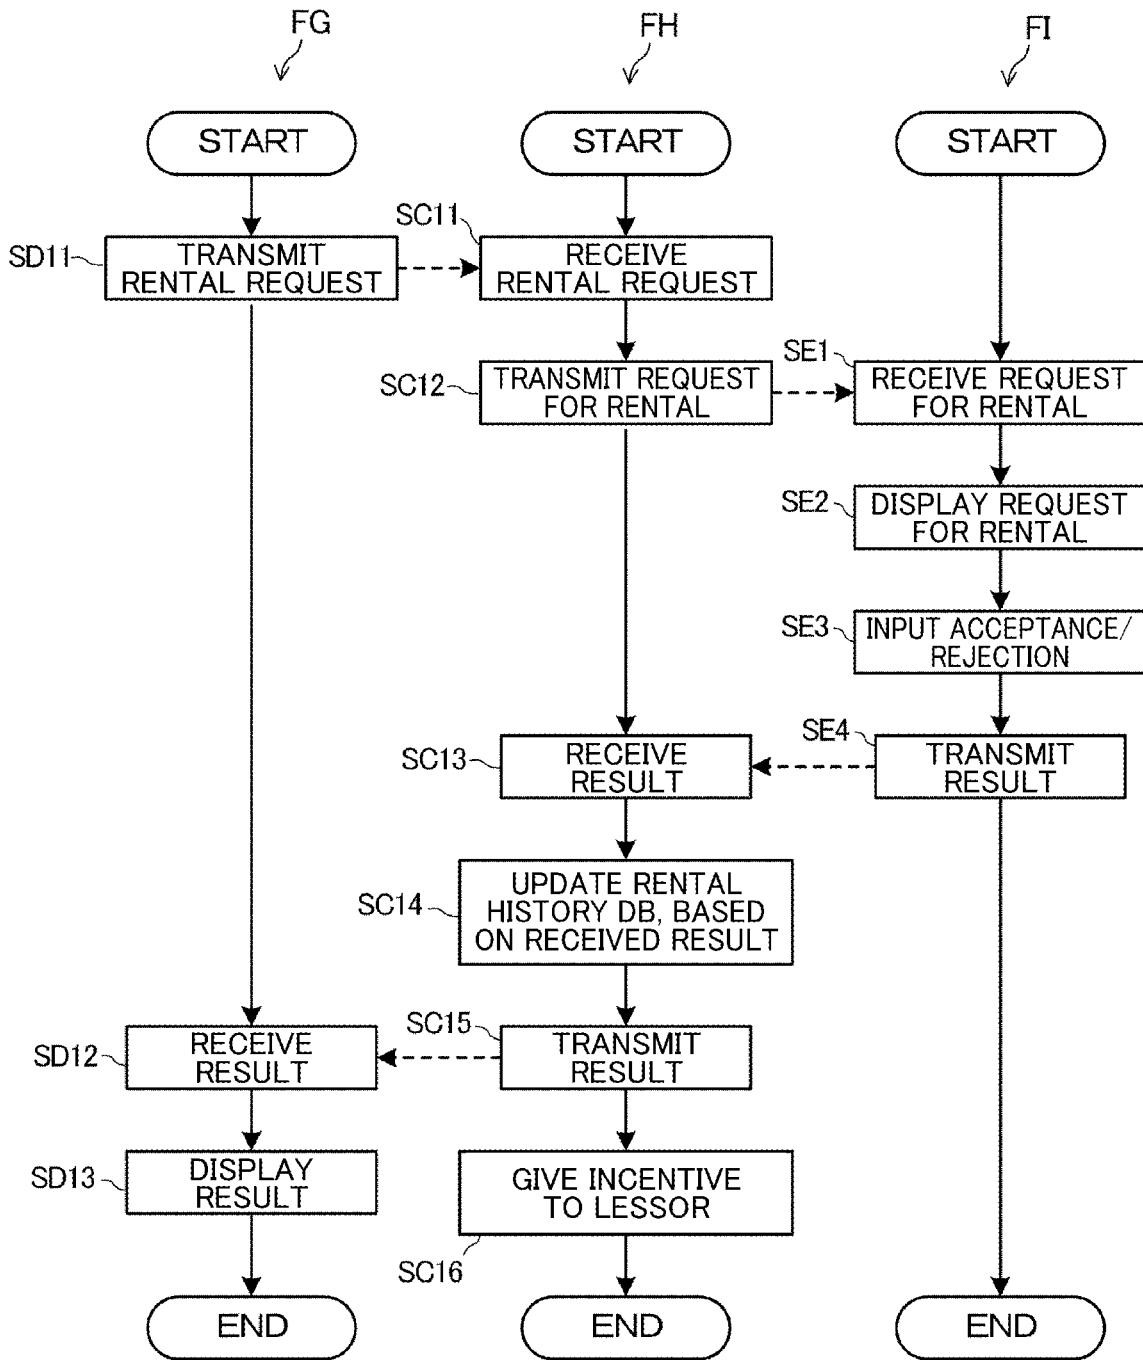 FG
FH
FI
START
START
START
SD11
TRANSMIT
RENTAL REQUEST
SC11
RECEIVE
RENTAL REQUEST
SC12
TRANSMIT REQUEST
FOR RENTAL
SE1
RECEIVE REQUEST
FOR RENTAL
SE2
DISPLAY REQUEST
FOR RENTAL
SE3
INPUT ACCEPTANCE/
REJECTION
SC13
RECEIVE
RESULT
SE4
TRANSMIT
RESULT
SC14
UPDATE RENTAL
HISTORY DB, BASED
ON RECEIVED RESULT
SD12
RECEIVE
RESULT
SC15
TRANSMIT
RESULT
SD13
DISPLAY
RESULT
GIVE INCENTIVE
TO LESSOR
SC16
END
END
END